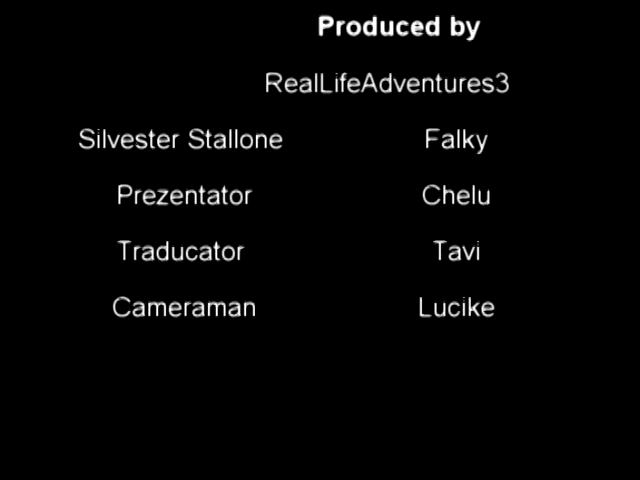 Produced by
RealLifeAdventures3
Silvester Stallone Falky
Prezentator Chelu
Traducator Tavi
Cameraman Lucike